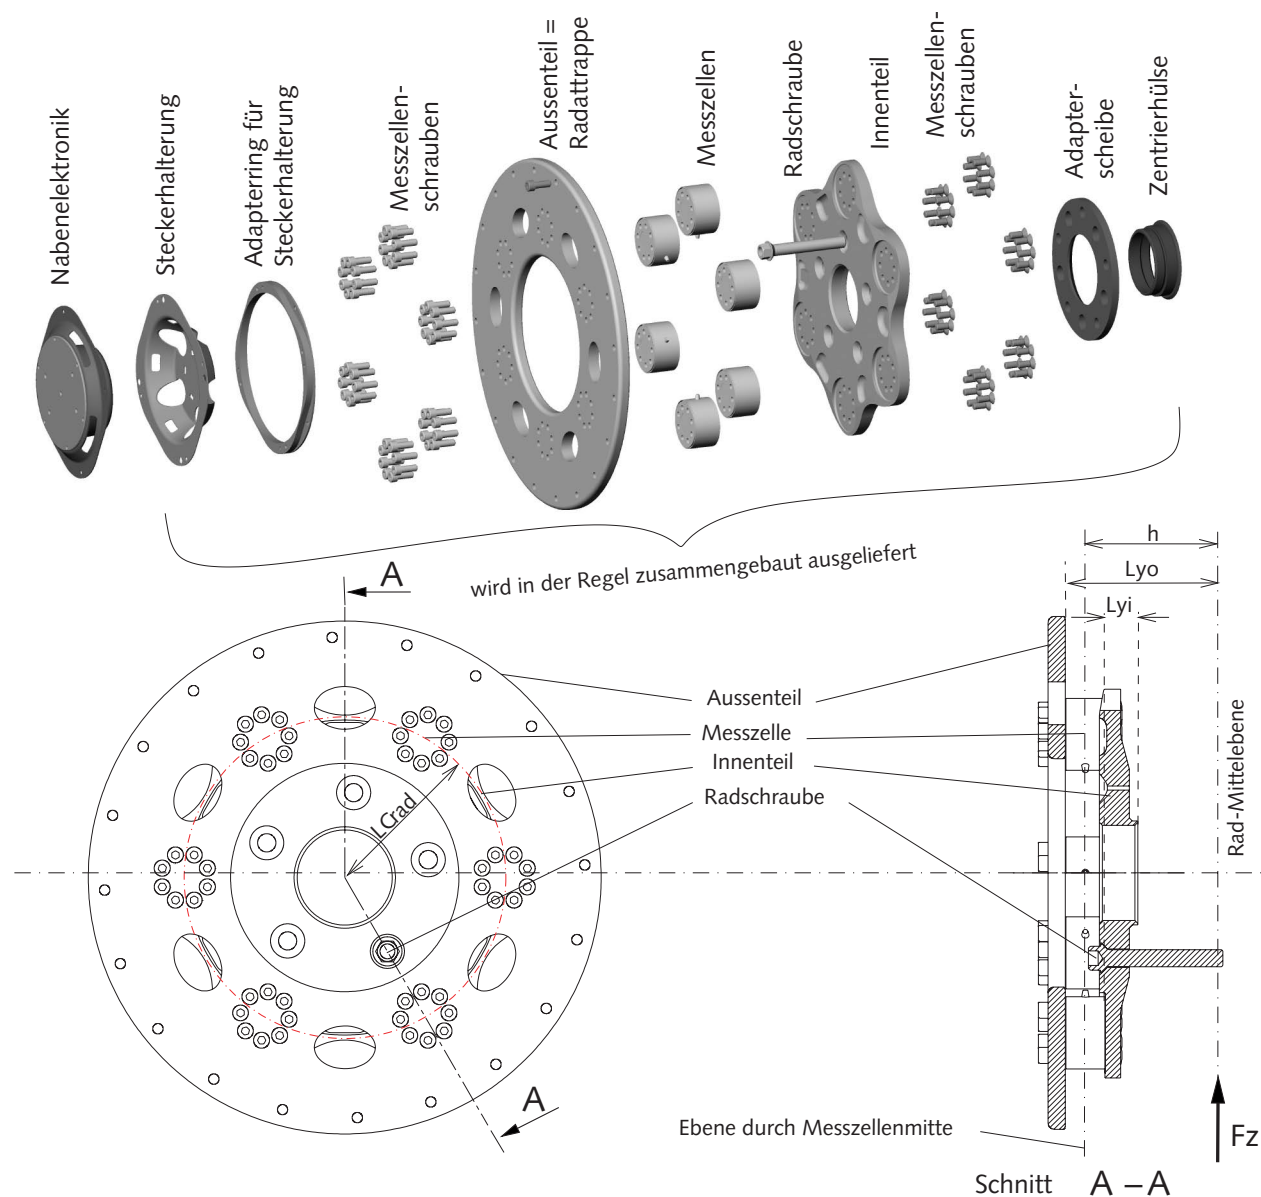 Nabenelektronik
Steckerhalterung
Adapterring für
Steckerhalterung
Messzellen-
schrauben
Aussenteil =
Radattrappe
Messzellen
Radschraube
Innenteil
Messzellen-
schrauben
Adapter-
scheibe
Zentrierhülse
wird in der Regel zusammengebaut ausgeliefert
A
h
Lyo
Lyi
Aussenteil
Messzelle
Innenteil
Radschraube
LCrad
Rad-Mittelebene
A
Ebene durch Messzellenmitte
Fz
Schnitt A – A